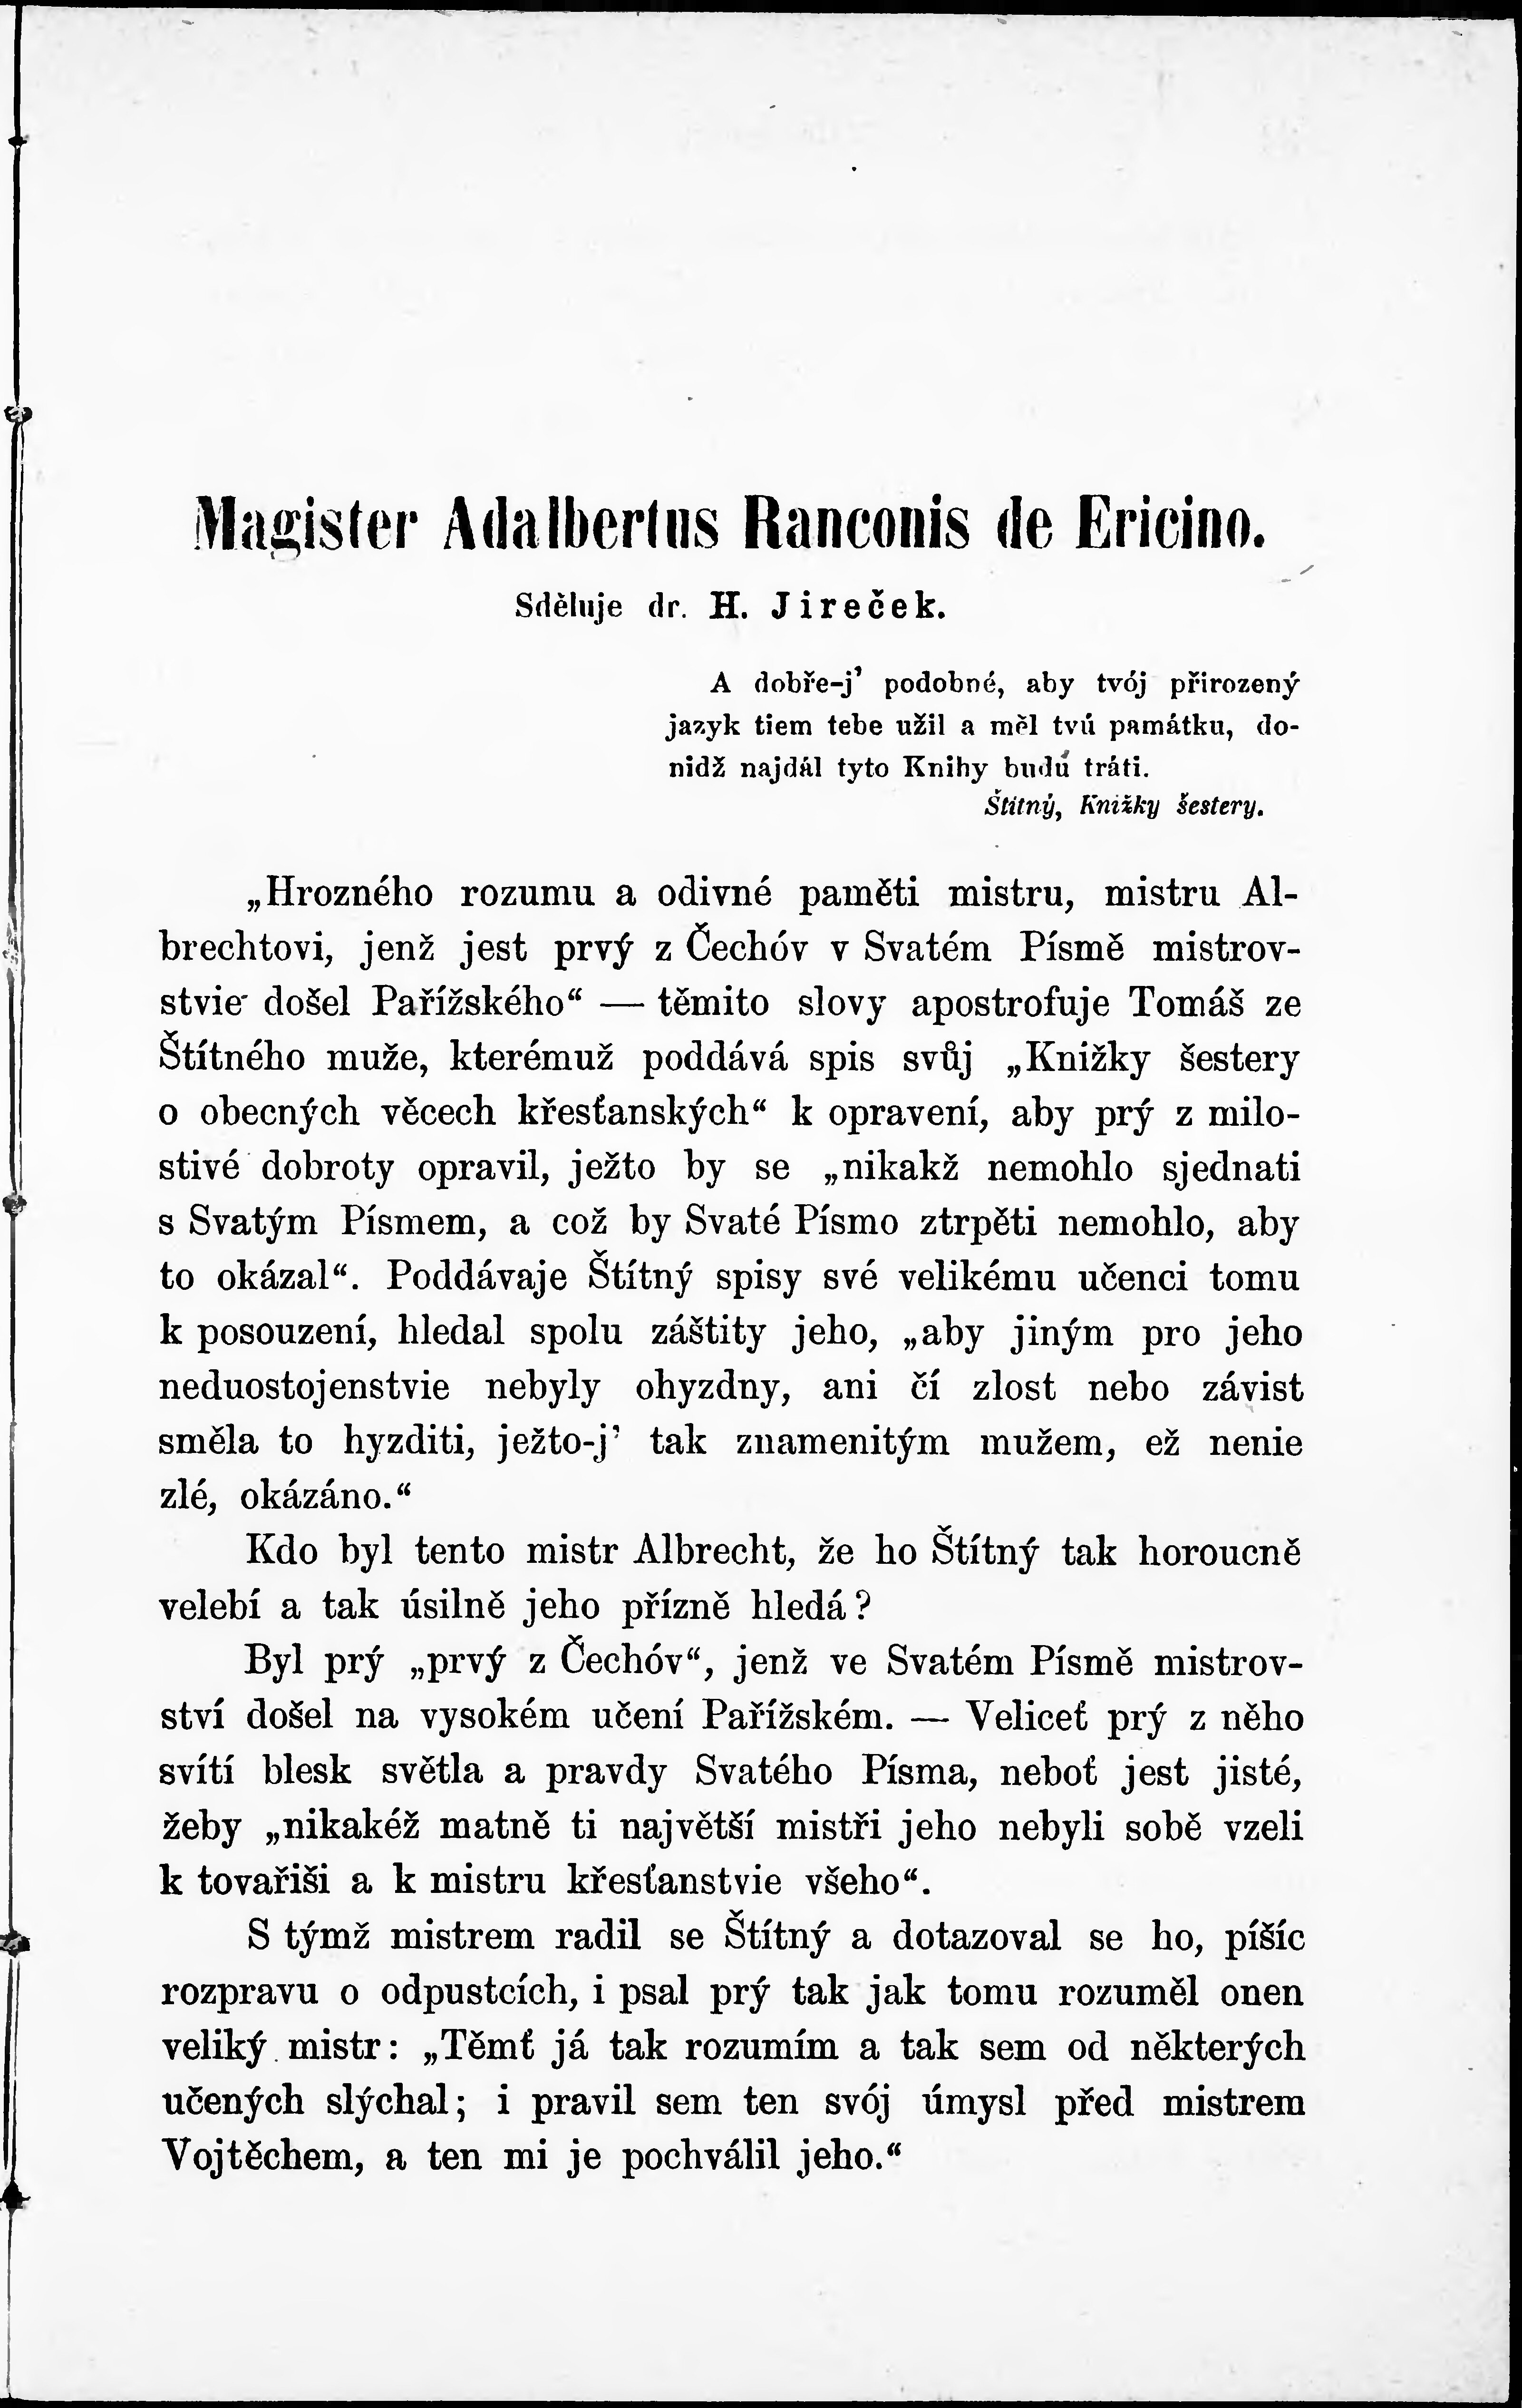 Magister Adalbertus Ranconis de Ericino.
Sděluje dr. H. Jireček.
A dobře-j’ podobné, aby tvój přirozený
jazyk tiem tebe užil a měl tvú památku, do-
nidž najdál tyto Knihy budú tráti.
Štítný, Knížky šestery.
„Hrozného rozumu a odivné paměti mistru, mistru Al-
brechtovi, jenž jest prvý z Čechóv v Svatém Písmě mistrov-
stvie došel Pařížského“ — těmito slovy apostrofuje Tomáš ze
Štítného muže, kterémuž poddává spis svůj „Knižky šestery
o obecných věcech křesťanských“ k opravení, aby prý z milo-
stivé dobroty opravil, ježto by se „nikakž nemohlo sjednati
s Svatým Písmem, a což by Svaté Písmo ztrpěti nemohlo, aby
to okázal“. Poddávaje Štítný spisy své velikému učenci tomu
k posouzení, hledal spolu záštity jeho, „aby jiným pro jeho
neduostojenstvie nebyly ohyzdny, ani čí zlost nebo závist
směla to hyzditi, ježto-j’ tak znamenitým mužem, ež nenie
zlé, okázáno.“
Kdo byl tento mistr Albrecht, že ho Štítný tak horoucně
velebí a tak úsilně jeho přízně hledá?
Byl prý „prvý z Čechóv“, jenž ve Svatém Písmě mistrov-
ství došel na vysokém učení Pařížském. — Veliceť prý z něho
svítí blesk světla a pravdy Svatého Písma, neboť jest jisté,
žeby „nikakéž matně ti největší mistři jeho nebyli sobě vzeli
k tovařiši a k mistru křesťanstvie všeho“.
S týmž mistrem radil se Štítný a dotazoval se ho, píšíc
rozpravu o odpustcích, i psal prý tak jak tomu rozuměl onen
veliký mistr: „Těmť já tak rozumím a tak sem od některých
učených slýchal; i pravil sem ten svój úmysl před mistrem
Vojtěchem, a ten mi je pochválil jeho.“